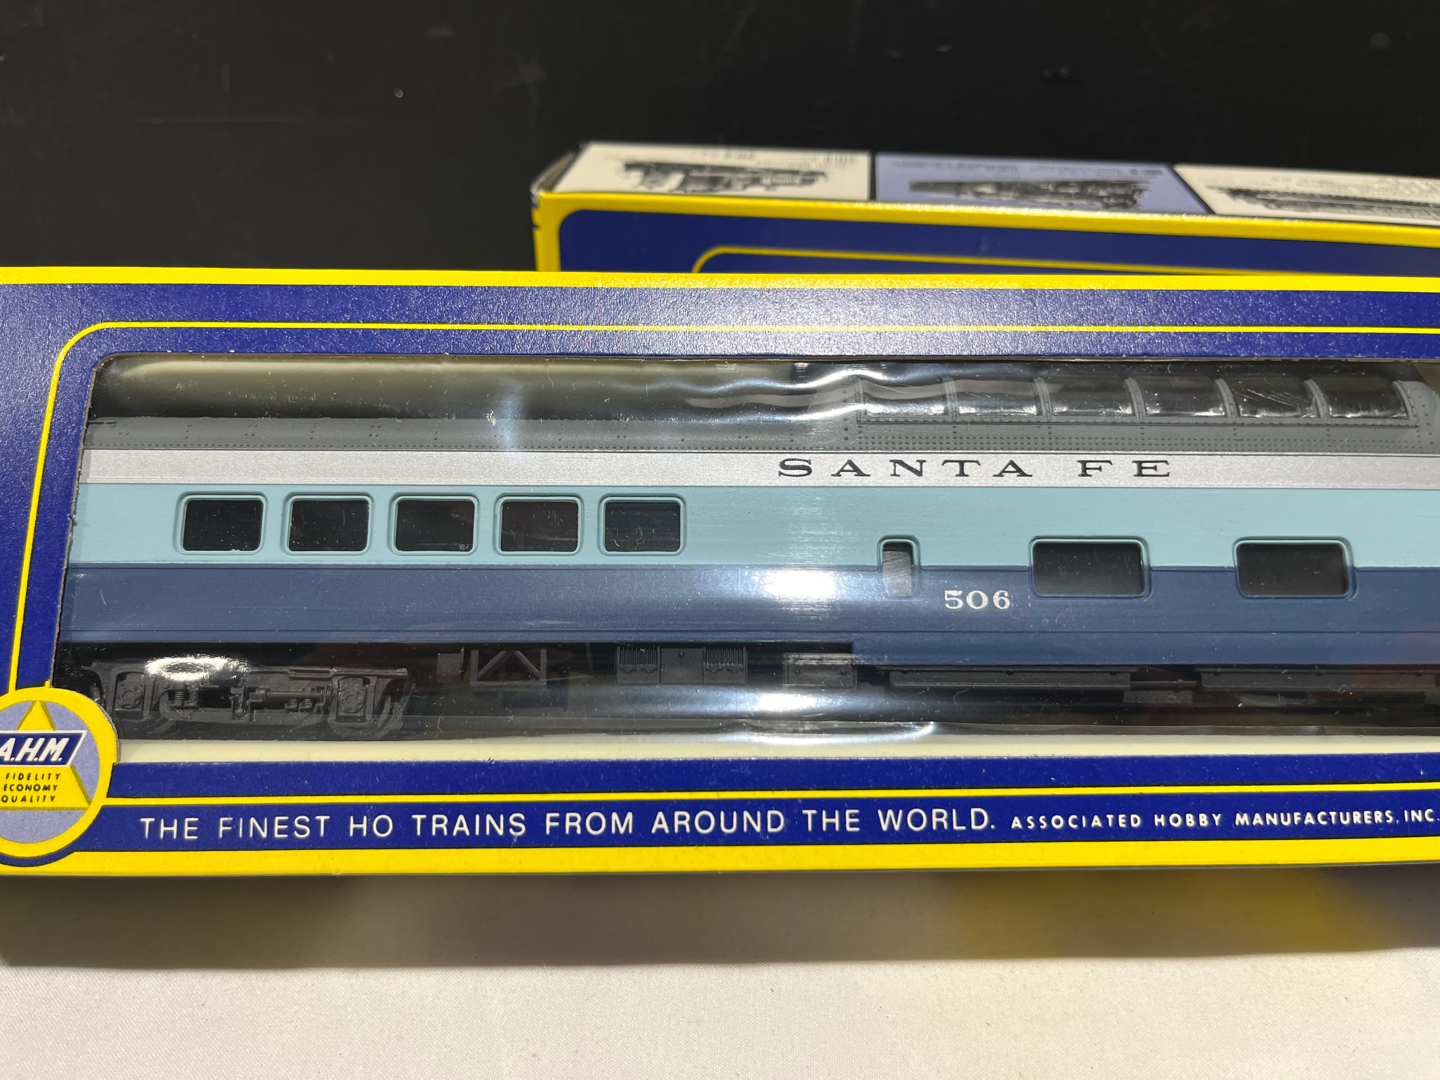 SANTA FE
506
A.H.M.
FIDELITY
ECONOMY
QUALITY
THE FINEST HO TRAINS FROM AROUND THE WORLD. ASSOCIATED HOBBY MANUFACTURERS, INC.